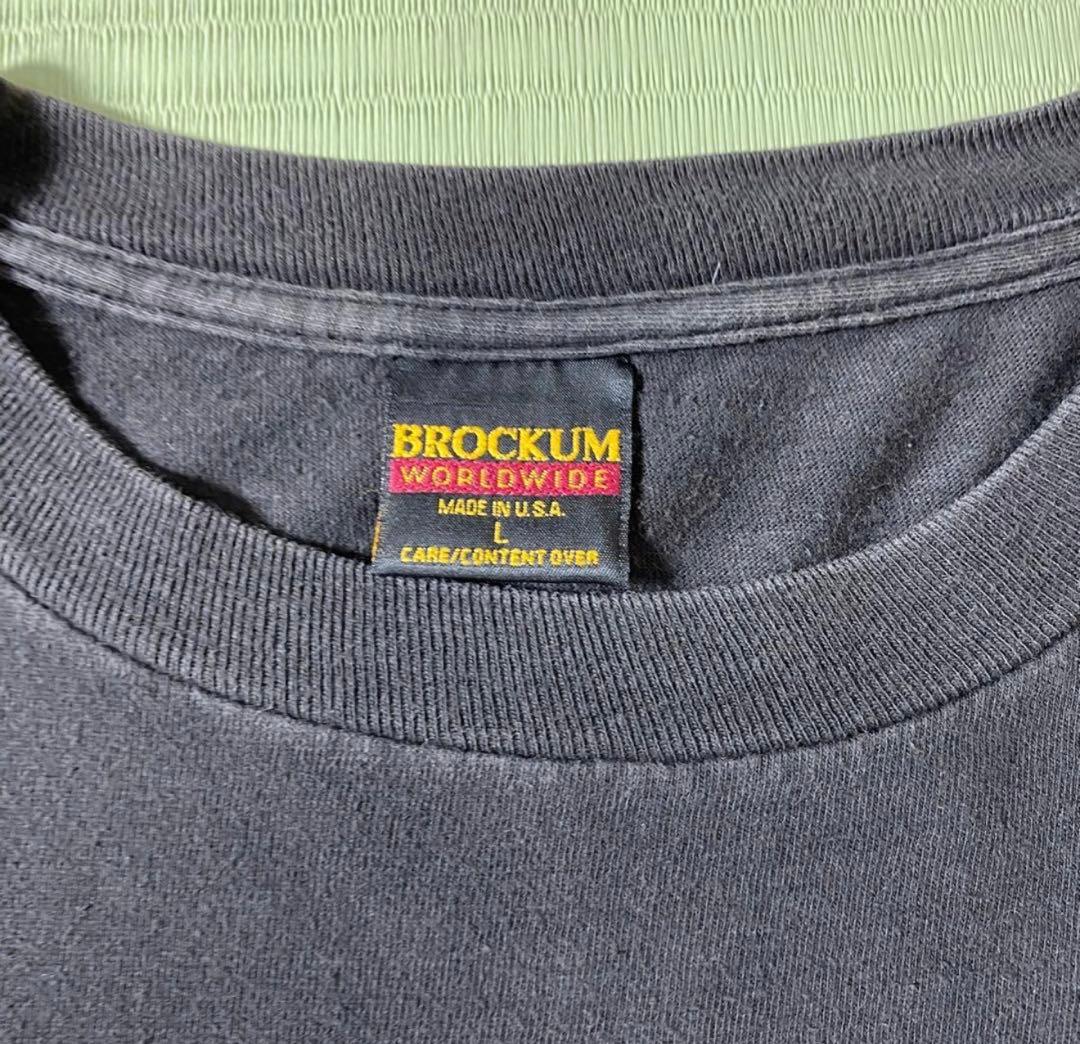 BROCKUM
WORLDWIDE
MADE IN U.S.A.
L
CARE/CONTENT OVER